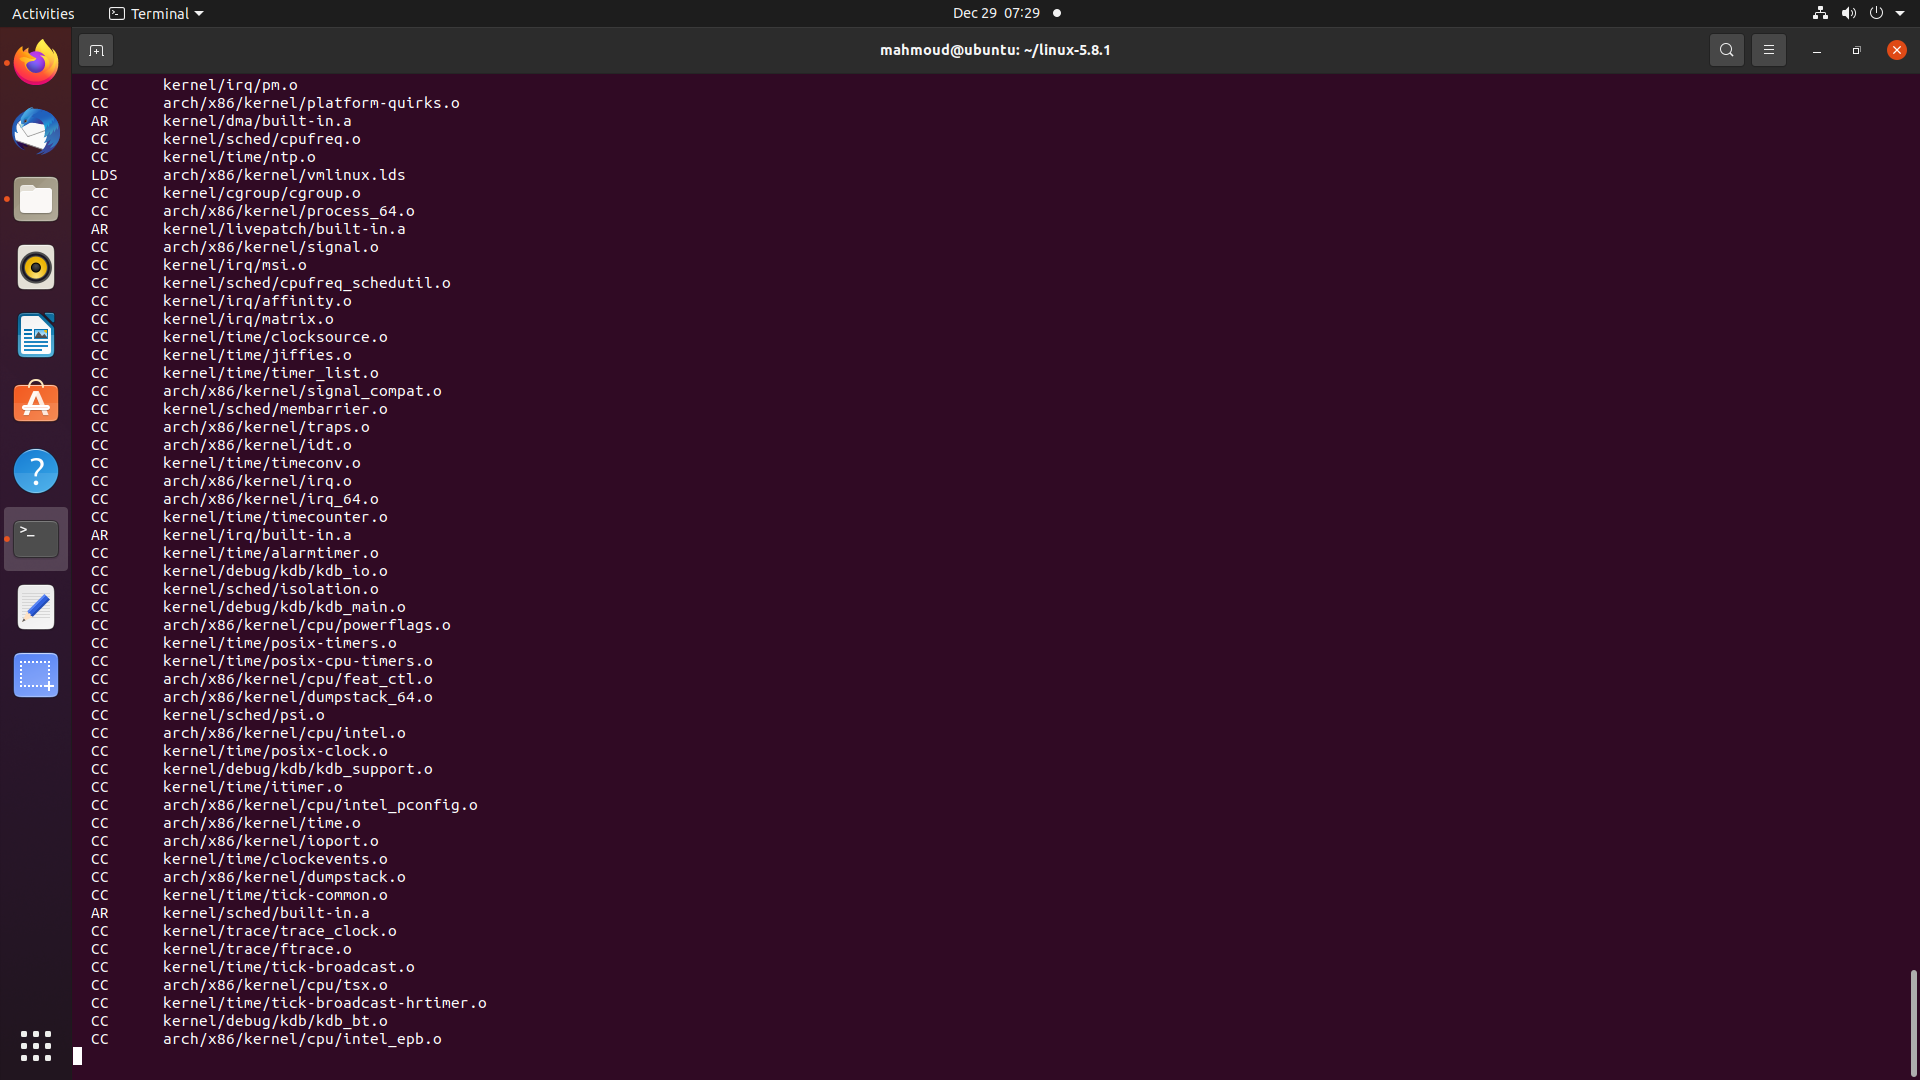 Activities Terminal Dec 29 07:29
mahmoud@ubuntu: ~/linux-5.8.1
CC kernel/irq/pm.o
CC arch/x86/kernel/platform-quirks.o
AR kernel/dma/built-in.a
CC kernel/sched/cpufreq.o
CC kernel/time/ntp.o
LDS arch/x86/kernel/vmlinux.lds
CC kernel/cgroup/cgroup.o
CC arch/x86/kernel/process_64.o
AR kernel/livepatch/built-in.a
CC arch/x86/kernel/signal.o
CC kernel/irq/msi.o
CC kernel/sched/cpufreq_schedutil.o
CC kernel/irq/affinity.o
CC kernel/irq/matrix.o
CC kernel/time/clocksource.o
CC kernel/time/jiffies.o
CC kernel/time/timer_list.o
CC arch/x86/kernel/signal_compat.o
CC kernel/sched/membarrier.o
CC arch/x86/kernel/traps.o
CC arch/x86/kernel/idt.o
CC kernel/time/timeconv.o
CC arch/x86/kernel/irq.o
CC arch/x86/kernel/irq_64.o
CC kernel/time/timecounter.o
AR kernel/irq/built-in.a
CC kernel/time/alarmtimer.o
CC kernel/debug/kdb/kdb_io.o
CC kernel/sched/isolation.o
CC kernel/debug/kdb/kdb_main.o
CC arch/x86/kernel/cpu/powerflags.o
CC kernel/time/posix-timers.o
CC kernel/time/posix-cpu-timers.o
CC arch/x86/kernel/cpu/feat_ctl.o
CC arch/x86/kernel/dumpstack_64.o
CC kernel/sched/psi.o
CC arch/x86/kernel/cpu/intel.o
CC kernel/time/posix-clock.o
CC kernel/debug/kdb/kdb_support.o
CC kernel/time/itimer.o
CC arch/x86/kernel/cpu/intel_pconfig.o
CC arch/x86/kernel/time.o
CC arch/x86/kernel/ioport.o
CC kernel/time/clockevents.o
CC arch/x86/kernel/dumpstack.o
CC kernel/time/tick-common.o
AR kernel/sched/built-in.a
CC kernel/trace/trace_clock.o
CC kernel/trace/ftrace.o
CC kernel/time/tick-broadcast.o
CC arch/x86/kernel/cpu/tsx.o
CC kernel/time/tick-broadcast-hrtimer.o
CC kernel/debug/kdb/kdb_bt.o
CC arch/x86/kernel/cpu/intel_epb.o